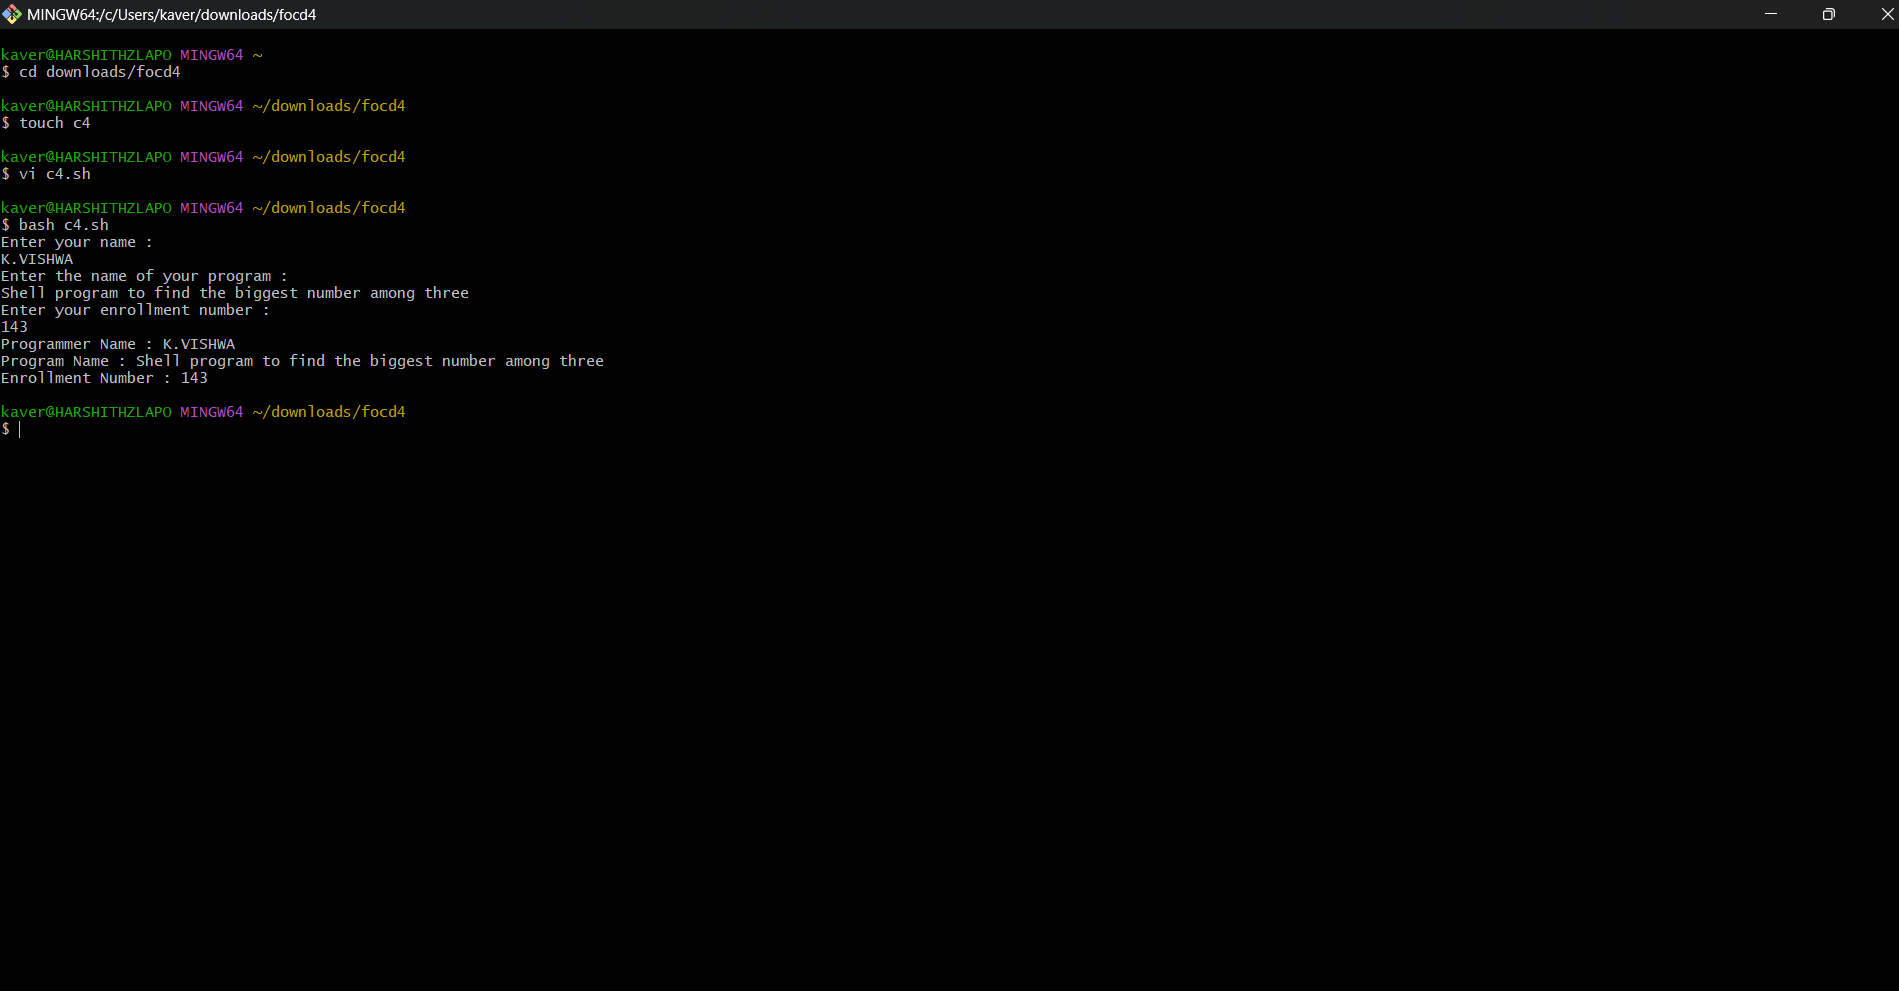 MINGW64:/c/Users/kaver/downloads/focd4
kaver@HARSHITHZLAPO MINGW64 ~
$ cd downloads/focd4
kaver@HARSHITHZLAPO MINGW64 ~/downloads/focd4
$ touch c4
kaver@HARSHITHZLAPO MINGW64 ~/downloads/focd4
$ vi c4.sh
kaver@HARSHITHZLAPO MINGW64 ~/downloads/focd4
$ bash c4.sh
Enter your name :
K.VISHWA
Enter the name of your program :
Shell program to find the biggest number among three
Enter your enrollment number :
143
Programmer Name : K.VISHWA
Program Name : Shell program to find the biggest number among three
Enrollment Number : 143
kaver@HARSHITHZLAPO MINGW64 ~/downloads/focd4
$